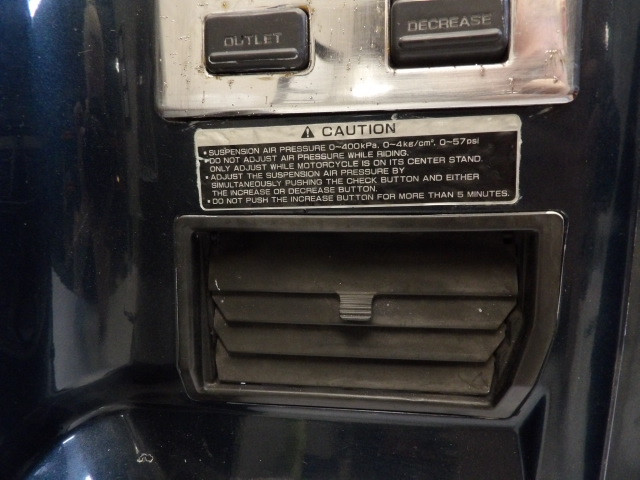 OUTLET
DECREASE
⚠ CAUTION
• SUSPENSION AIR PRESSURE 0~400kPa, 0~4kg/cm², 0~57psi
• DO NOT ADJUST AIR PRESSURE WHILE RIDING.
ONLY ADJUST WHILE MOTORCYCLE IS ON ITS CENTER STAND.
• ADJUST THE SUSPENSION AIR PRESSURE BY
SIMULTANEOUSLY PUSHING THE CHECK BUTTON AND EITHER
THE INCREASE OR DECREASE BUTTON.
• DO NOT PUSH THE INCREASE BUTTON FOR MORE THAN 5 MINUTES.